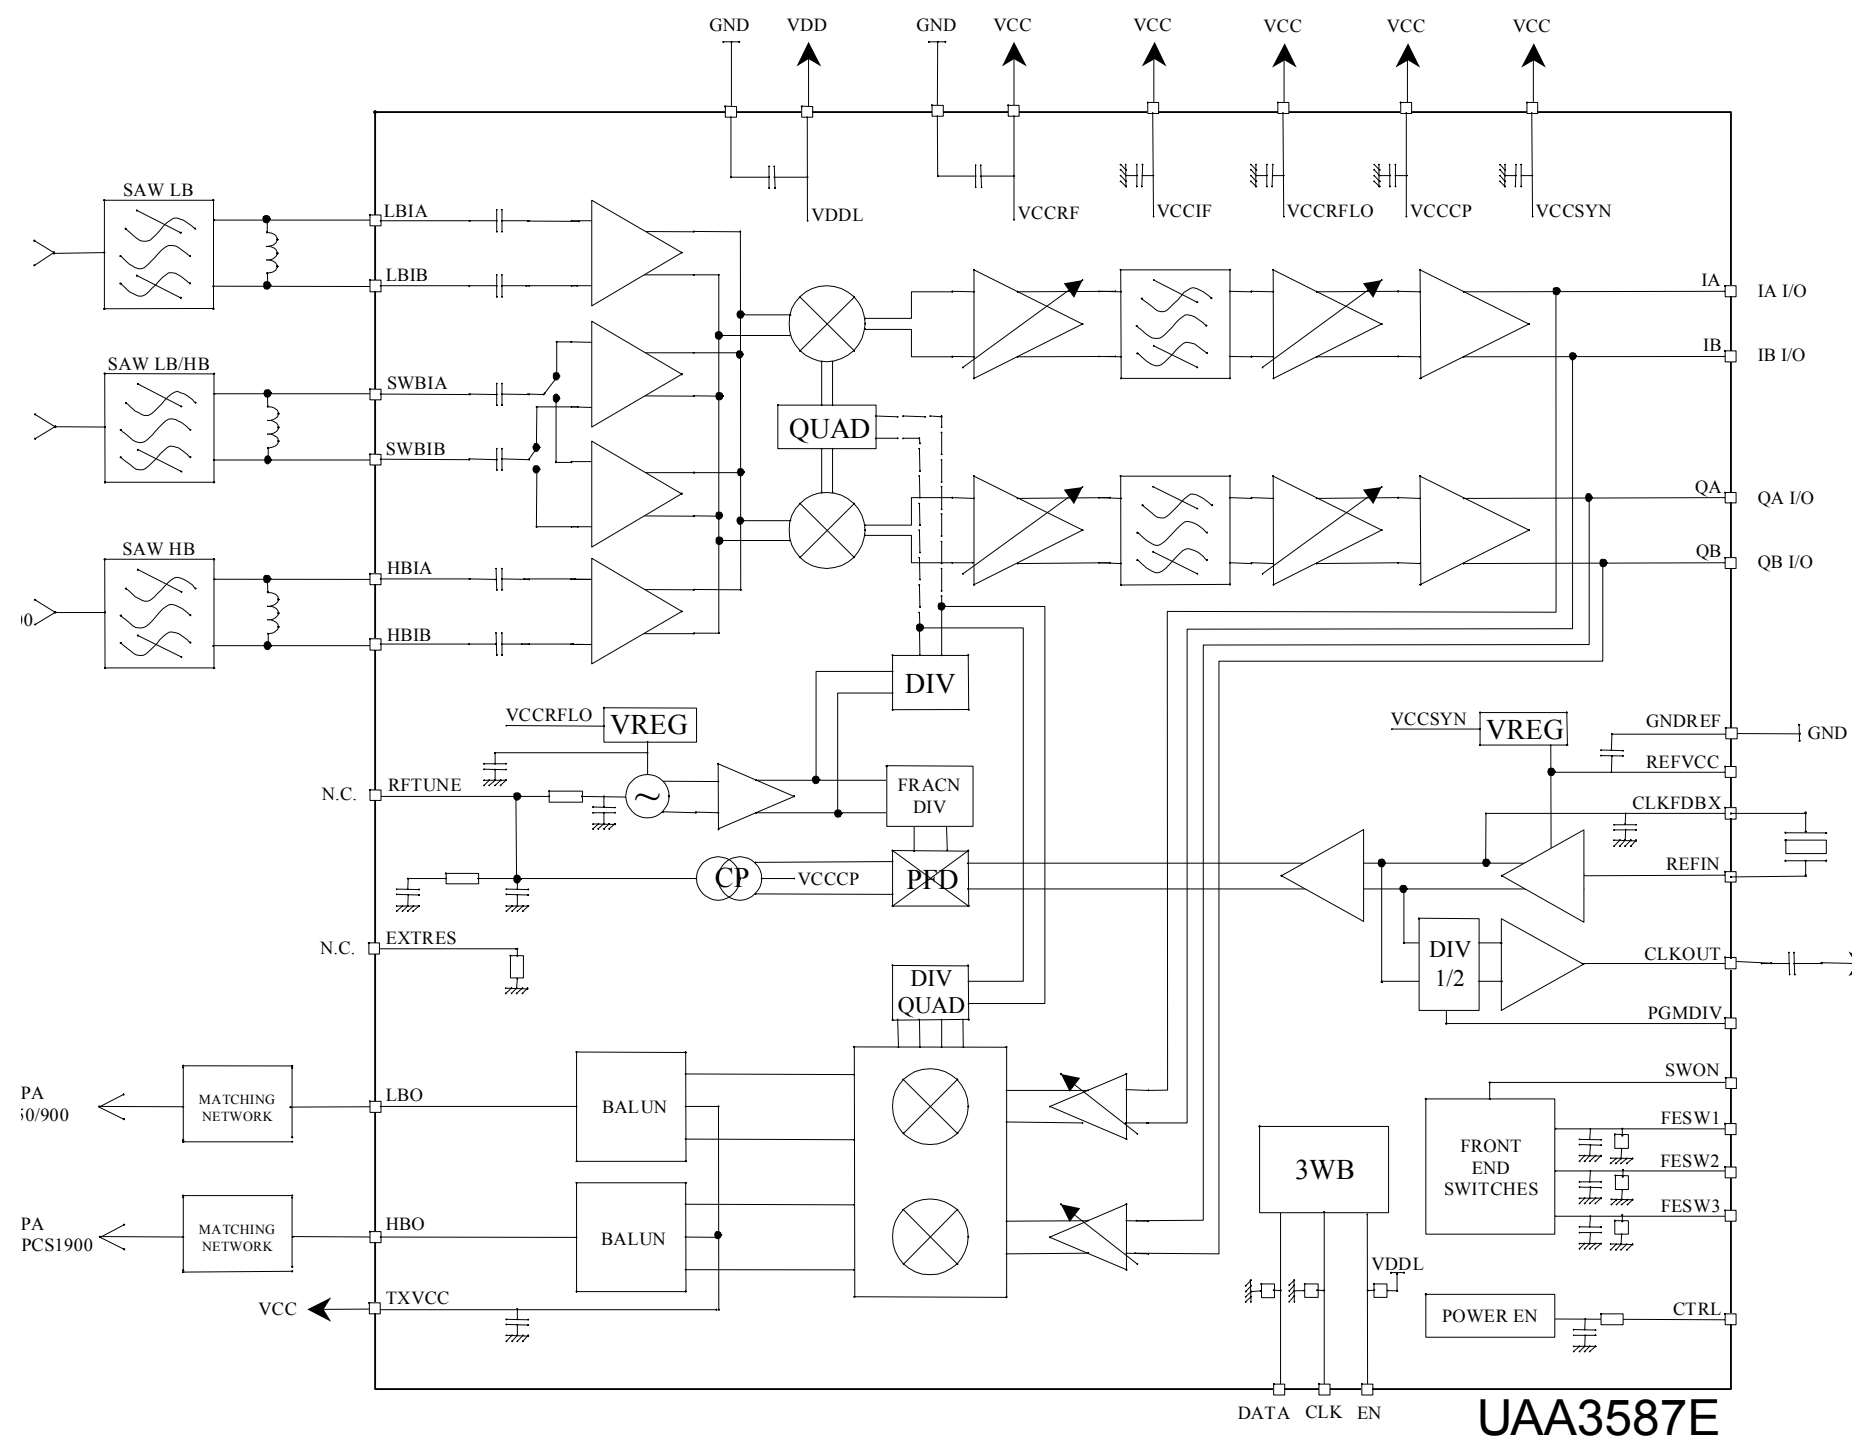 GND VDD GND VCC VCC VCC VCC VCC
SAW LB
LBIA
VDDL VCCRF VCCIF VCCRFLO VCCCP VCCSYN
LBIB
IA IA I/O
IB IB I/O
SAW LB/HB
SWBIA
QUAD
SWBIB
QA QA I/O
QB QB I/O
SAW HB
HBIA
HBIB
DIV
VCCRFLO VREG
VCCSYN VREG
GNDREF GND
REFVCC
N.C. RFTUNE
~
FRACN
DIV
CLKFDBX
REFIN
CP VCCCP PFD
N.C. EXTRES
DIV
1/2
CLKOUT
DIV
QUAD
PGMDIV
SWON
PA
50/900
MATCHING
NETWORK
LBO
BALUN
3WB
FRONT
END
SWITCHES
FESW1
FESW2
FESW3
PA
PCS1900
MATCHING
NETWORK
HBO
BALUN
VDDL
VCC TXVCC
POWER EN
CTRL
DATA CLK EN
UAA3587E